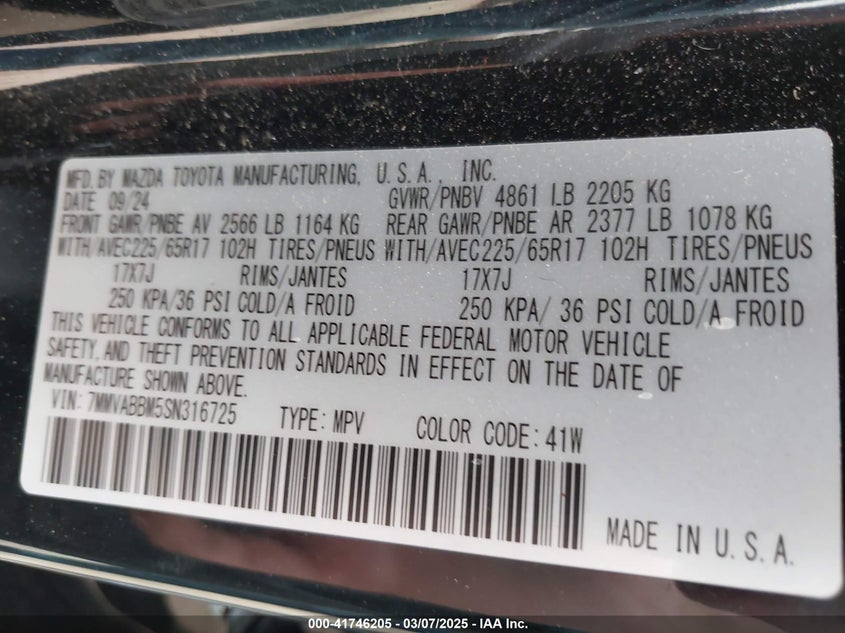 MFD. BY MAZDA TOYOTA MANUFACTURING, U.S.A., INC.
DATE 09/24 GVWR/PNBV 4861 LB 2205 KG
FRONT GAWR/PNBE AV 2566 LB 1164 KG REAR GAWR/PNBE AR 2377 LB 1078 KG
WITH/AVEC225/65R17 102H TIRES/PNEUS WITH/AVEC225/65R17 102H TIRES/PNEUS
17X7J RIMS/JANTES 17X7J RIMS/JANTES
250 KPA/36 PSI COLD/A FROID 250 KPA/ 36 PSI COLD/A FROID
THIS VEHICLE CONFORMS TO ALL APPLICABLE FEDERAL MOTOR VEHICLE
SAFETY, AND THEFT PREVENTION STANDARDS IN EFFECT ON THE DATE OF
MANUFACTURE SHOWN ABOVE.
VIN: 7MMVABBM5SN316725 TYPE: MPV COLOR CODE: 41W
MADE IN U.S.A.
000-41746205 - 03/07/2025 - IAA Inc.